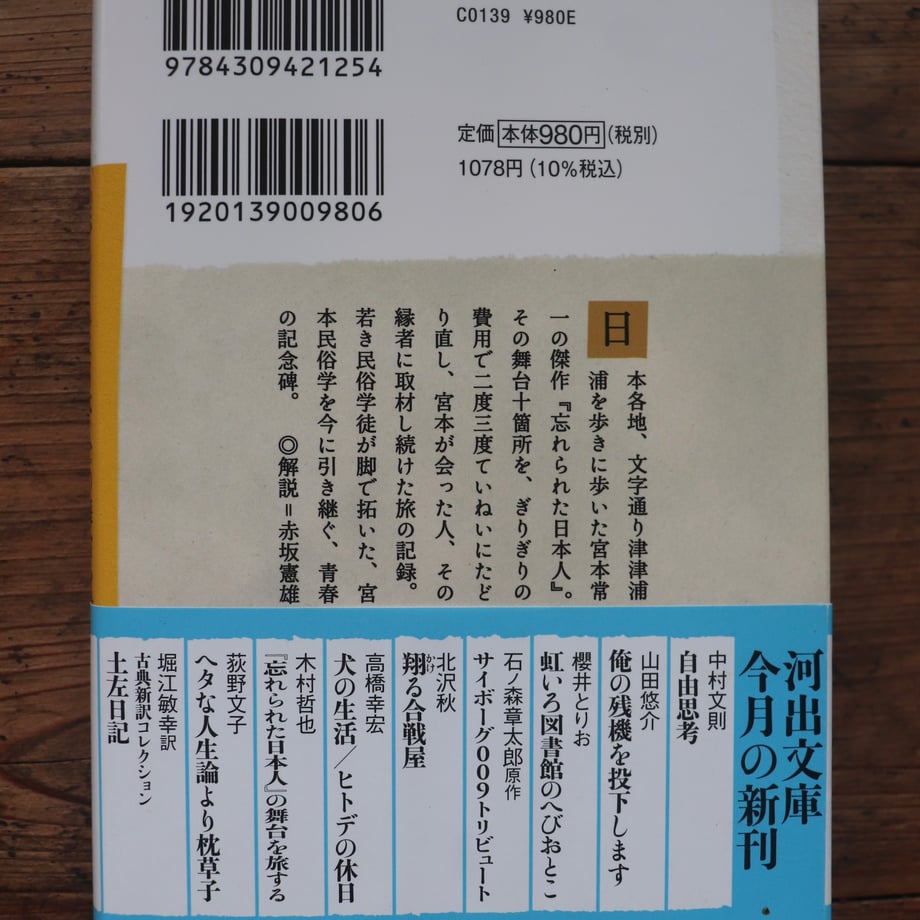 C0139 ¥980E
9784309421254
定価 本体980円(税別)
1078円(10%税込)
1920139009806
日本各地、文字通り津津浦
浦を歩きに歩いた宮本常
一の傑作『忘れられた日本人』。
その舞台十箇所を、ぎりぎりの
費用で二度三度ていねいにたど
り直し、宮本が会った人、その
縁者に取材し続けた旅の記録。
若き民俗学徒が脚で拓いた、宮
本民俗学を今に引き継ぐ、青春
の記念碑。 ◎解説=赤坂憲雄
河出文庫
今月の新刊
中村文則
自由思考
山田悠介
俺の残機を投下します
櫻井とりお
虹いろ図書館のへびおとこ
石ノ森章太郎 原作
サイボーグ009トリビュート
北沢秋
翔る合戦屋
かけ
高橋幸宏
犬の生活/ヒトデの休日
木村哲也
『忘れられた日本人』の舞台を旅する
荻野文子
ヘタな人生論より枕草子
堀江敏幸 訳
古典新訳コレクション
土左日記